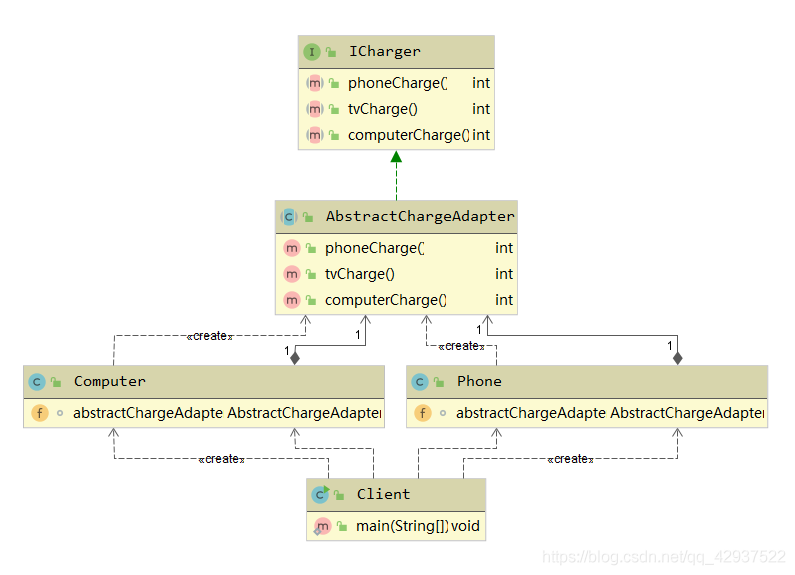 ICharger
phoneCharge() int
tvCharge() int
computerCharge() int
AbstractChargeAdapter
phoneCharge() int
tvCharge() int
computerCharge() int
«create» 1 1 «create» 1 1
Computer
abstractChargeAdapte AbstractChargeAdapter
Phone
abstractChargeAdapte AbstractChargeAdapter
«create» «create»
Client
main(String[]) void
https://blog.csdn.net/qq_42937522